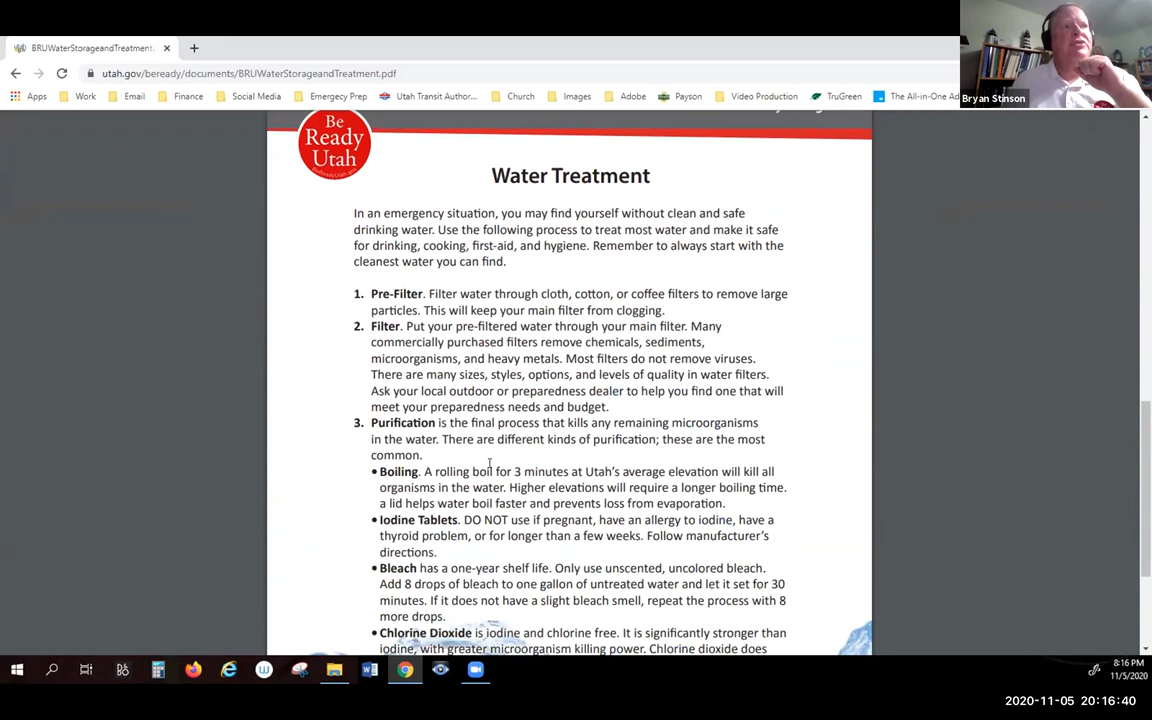 BRUWaterStorageandTreatment.
utah.gov/beready/documents/BRUWaterStorageandTreatment.pdf
Apps Work Email Finance Social Media Emergecy Prep Utah Transit Author... Church Images Adobe Payson Video Production TruGreen The All-in-One Ad
Bryan Stinson
Be
Ready
Utah
BeReadyUtah.gov
Water Treatment
In an emergency situation, you may find yourself without clean and safe
drinking water. Use the following process to treat most water and make it safe
for drinking, cooking, first-aid, and hygiene. Remember to always start with the
cleanest water you can find.
1. Pre-Filter. Filter water through cloth, cotton, or coffee filters to remove large
particles. This will keep your main filter from clogging.
2. Filter. Put your pre-filtered water through your main filter. Many
commercially purchased filters remove chemicals, sediments,
microorganisms, and heavy metals. Most filters do not remove viruses.
There are many sizes, styles, options, and levels of quality in water filters.
Ask your local outdoor or preparedness dealer to help you find one that will
meet your preparedness needs and budget.
3. Purification is the final process that kills any remaining microorganisms
in the water. There are different kinds of purification; these are the most
common.
• Boiling. A rolling boil for 3 minutes at Utah's average elevation will kill all
organisms in the water. Higher elevations will require a longer boiling time.
a lid helps water boil faster and prevents loss from evaporation.
• Iodine Tablets. DO NOT use if pregnant, have an allergy to iodine, have a
thyroid problem, or for longer than a few weeks. Follow manufacturer's
directions.
• Bleach has a one-year shelf life. Only use unscented, uncolored bleach.
Add 8 drops of bleach to one gallon of untreated water and let it set for 30
minutes. If it does not have a slight bleach smell, repeat the process with 8
more drops.
• Chlorine Dioxide is iodine and chlorine free. It is significantly stronger than
iodine, with greater microorganism killing power. Chlorine dioxide does
8:16 PM
11/5/2020
2020-11-05 20:16:40